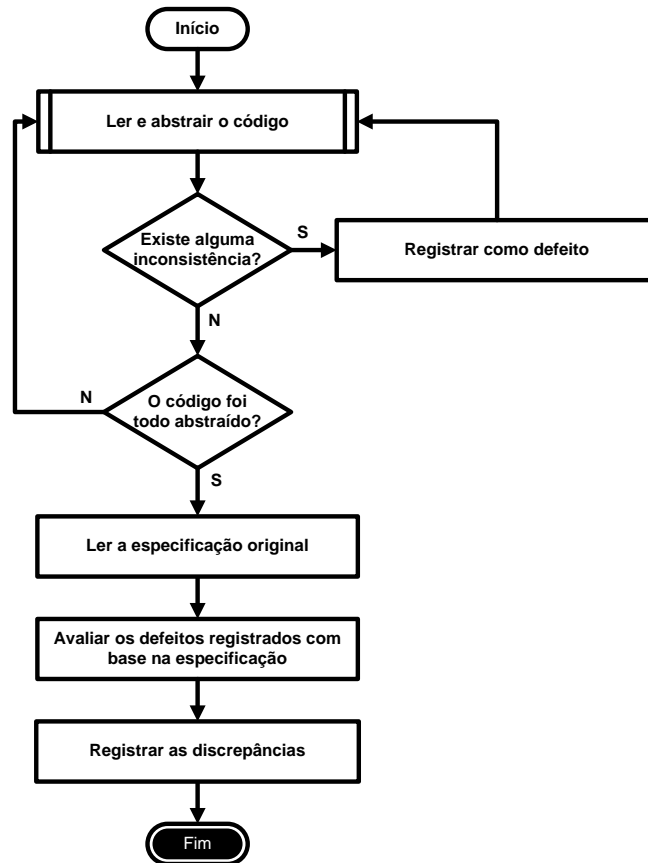 Início
Ler e abstrair o código
Existe alguma
inconsistência?
S
Registrar como defeito
N
N
O código foi
todo abstraído?
S
Ler a especificação original
Avaliar os defeitos registrados com
base na especificação
Registrar as discrepâncias
Fim